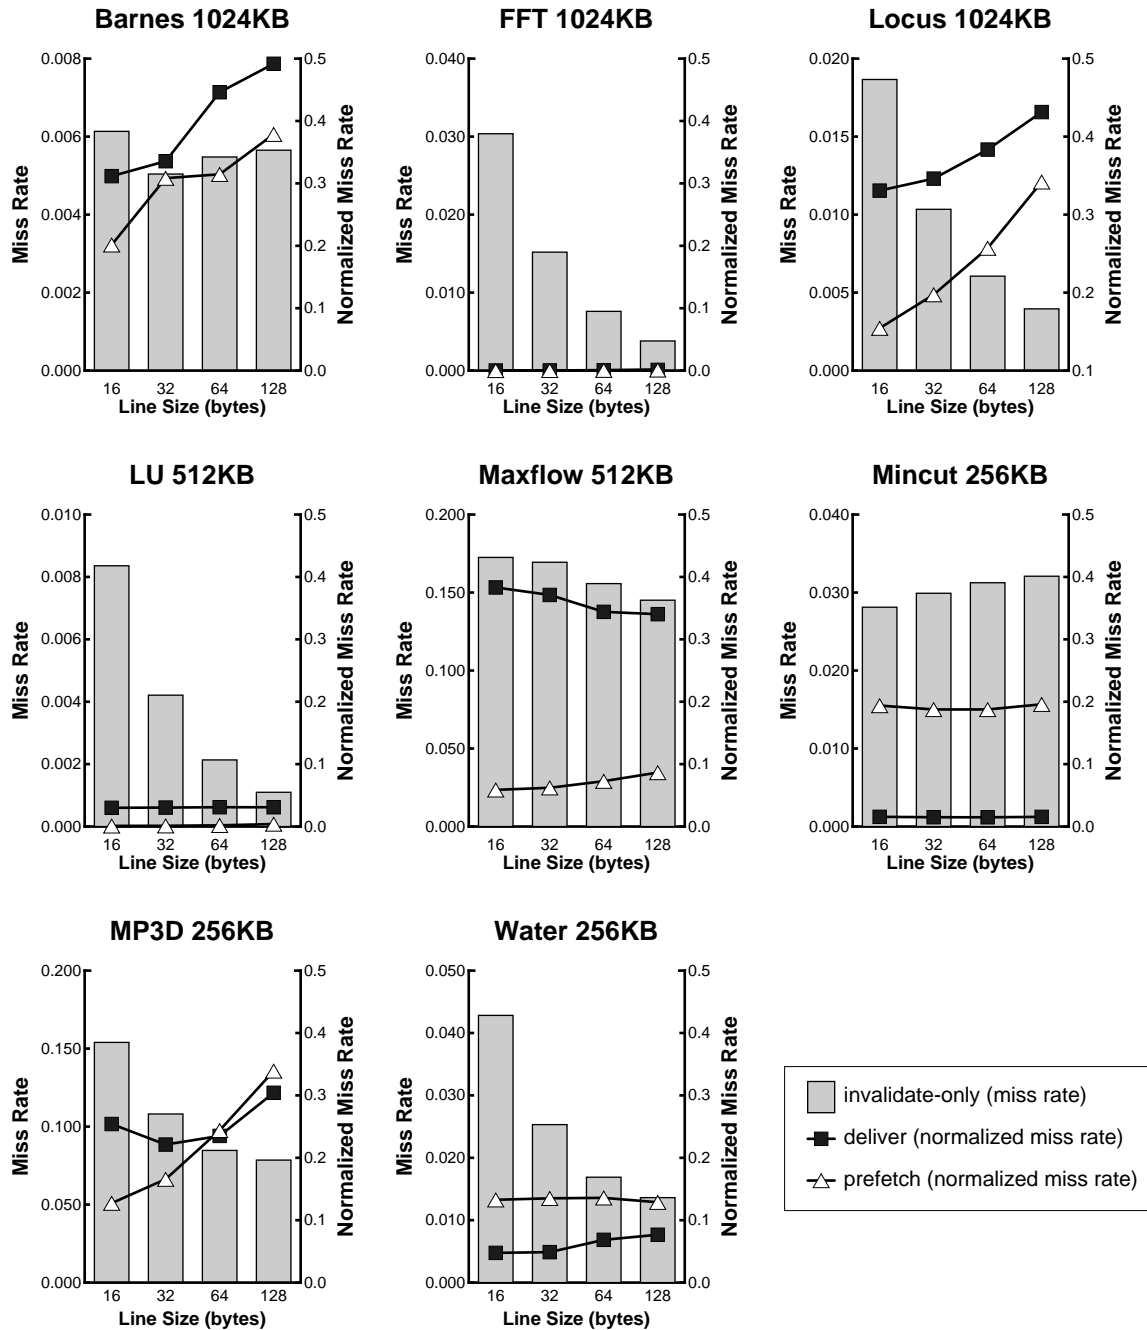 Barnes 1024KB
0.008
0.006
0.004
0.002
0.000
Miss Rate
0.5
0.4
0.3
0.2
0.1
0.0
Normalized Miss Rate
16 32 64 128
Line Size (bytes)
FFT 1024KB
0.040
0.030
0.020
0.010
0.000
Miss Rate
0.5
0.4
0.3
0.2
0.1
0.0
Normalized Miss Rate
16 32 64 128
Line Size (bytes)
Locus 1024KB
0.020
0.015
0.010
0.005
0.000
Miss Rate
0.5
0.4
0.3
0.2
0.1
Normalized Miss Rate
16 32 64 128
Line Size (bytes)
LU 512KB
0.010
0.008
0.006
0.004
0.002
0.000
Miss Rate
0.5
0.4
0.3
0.2
0.1
0.0
Normalized Miss Rate
16 32 64 128
Line Size (bytes)
Maxflow 512KB
0.200
0.150
0.100
0.050
0.000
Miss Rate
0.5
0.4
0.3
0.2
0.1
0.0
Normalized Miss Rate
16 32 64 128
Line Size (bytes)
Mincut 256KB
0.040
0.030
0.020
0.010
0.000
Miss Rate
0.5
0.4
0.3
0.2
0.1
0.0
Normalized Miss Rate
16 32 64 128
Line Size (bytes)
MP3D 256KB
0.200
0.150
0.100
0.050
0.000
Miss Rate
0.5
0.4
0.3
0.2
0.1
0.0
Normalized Miss Rate
16 32 64 128
Line Size (bytes)
Water 256KB
0.050
0.040
0.030
0.020
0.010
0.000
Miss Rate
0.5
0.4
0.3
0.2
0.1
0.0
Normalized Miss Rate
16 32 64 128
Line Size (bytes)
invalidate-only (miss rate)
deliver (normalized miss rate)
prefetch (normalized miss rate)